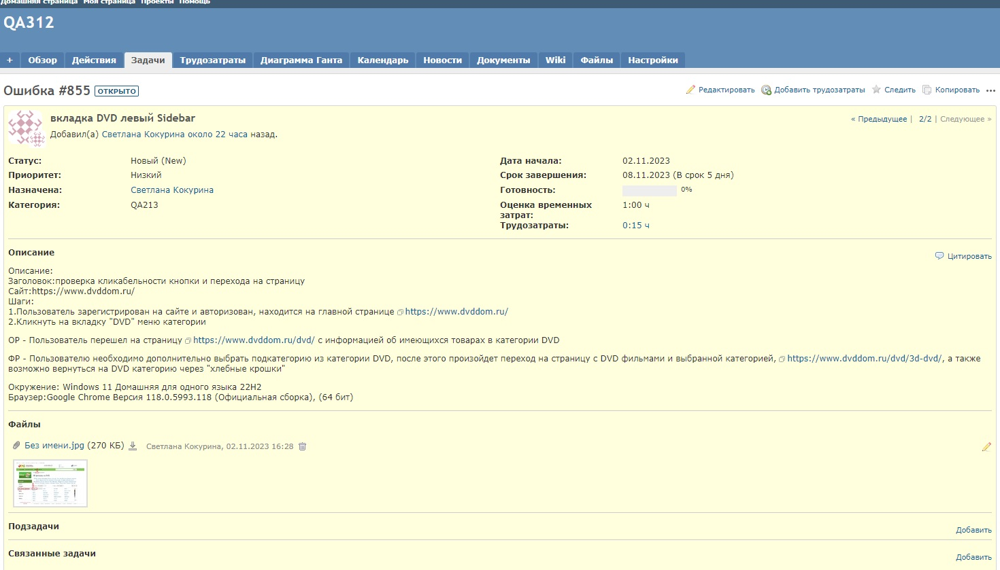 Домашняя страница Моя страница Проекты Помощь
QA312
+ Обзор Действия Задачи Трудозатраты Диаграмма Ганта Календарь Новости Документы Wiki Файлы Настройки
Ошибка #855 ОТКРЫТО
Редактировать Добавить трудозатраты Следить Копировать ...
вкладка DVD левый Sidebar
« Предыдущее | 2/2 | Следующее »
Добавил(а) Светлана Кокурина около 22 часа назад.
Статус: Новый (New)
Дата начала: 02.11.2023
Приоритет: Низкий
Срок завершения: 08.11.2023 (В срок 5 дня)
Назначена: Светлана Кокурина
Готовность: 0%
Категория: QA213
Оценка временных
затрат: 1:00 ч
Трудозатраты: 0:15 ч
Описание
Цитировать
Описание:
Заголовок:проверка кликабельности кнопки и перехода на страницу
Сайт:https://www.dvddom.ru/
Шаги:
1.Пользователь зарегистрирован на сайте и авторизован, находится на главной странице https://www.dvddom.ru/
2.Кликнуть на вкладку "DVD" меню категории
ОР - Пользователь перешел на страницу https://www.dvddom.ru/dvd/ с информацией об имеющихся товарах в категории DVD
ФР - Пользователю необходимо дополнительно выбрать подкатегорию из категории DVD, после этого произойдет переход на страницу с DVD фильмами и выбранной категорией, https://www.dvddom.ru/dvd/3d-dvd/, а также
возможно вернуться на DVD категорию через "хлебные крошки"
Окружение: Windows 11 Домашняя для одного языка 22H2
Браузер:Google Chrome Версия 118.0.5993.118 (Официальная сборка), (64 бит)
Файлы
Без имени.jpg (270 КБ) Светлана Кокурина, 02.11.2023 16:28
Подзадачи
Добавить
Связанные задачи
Добавить